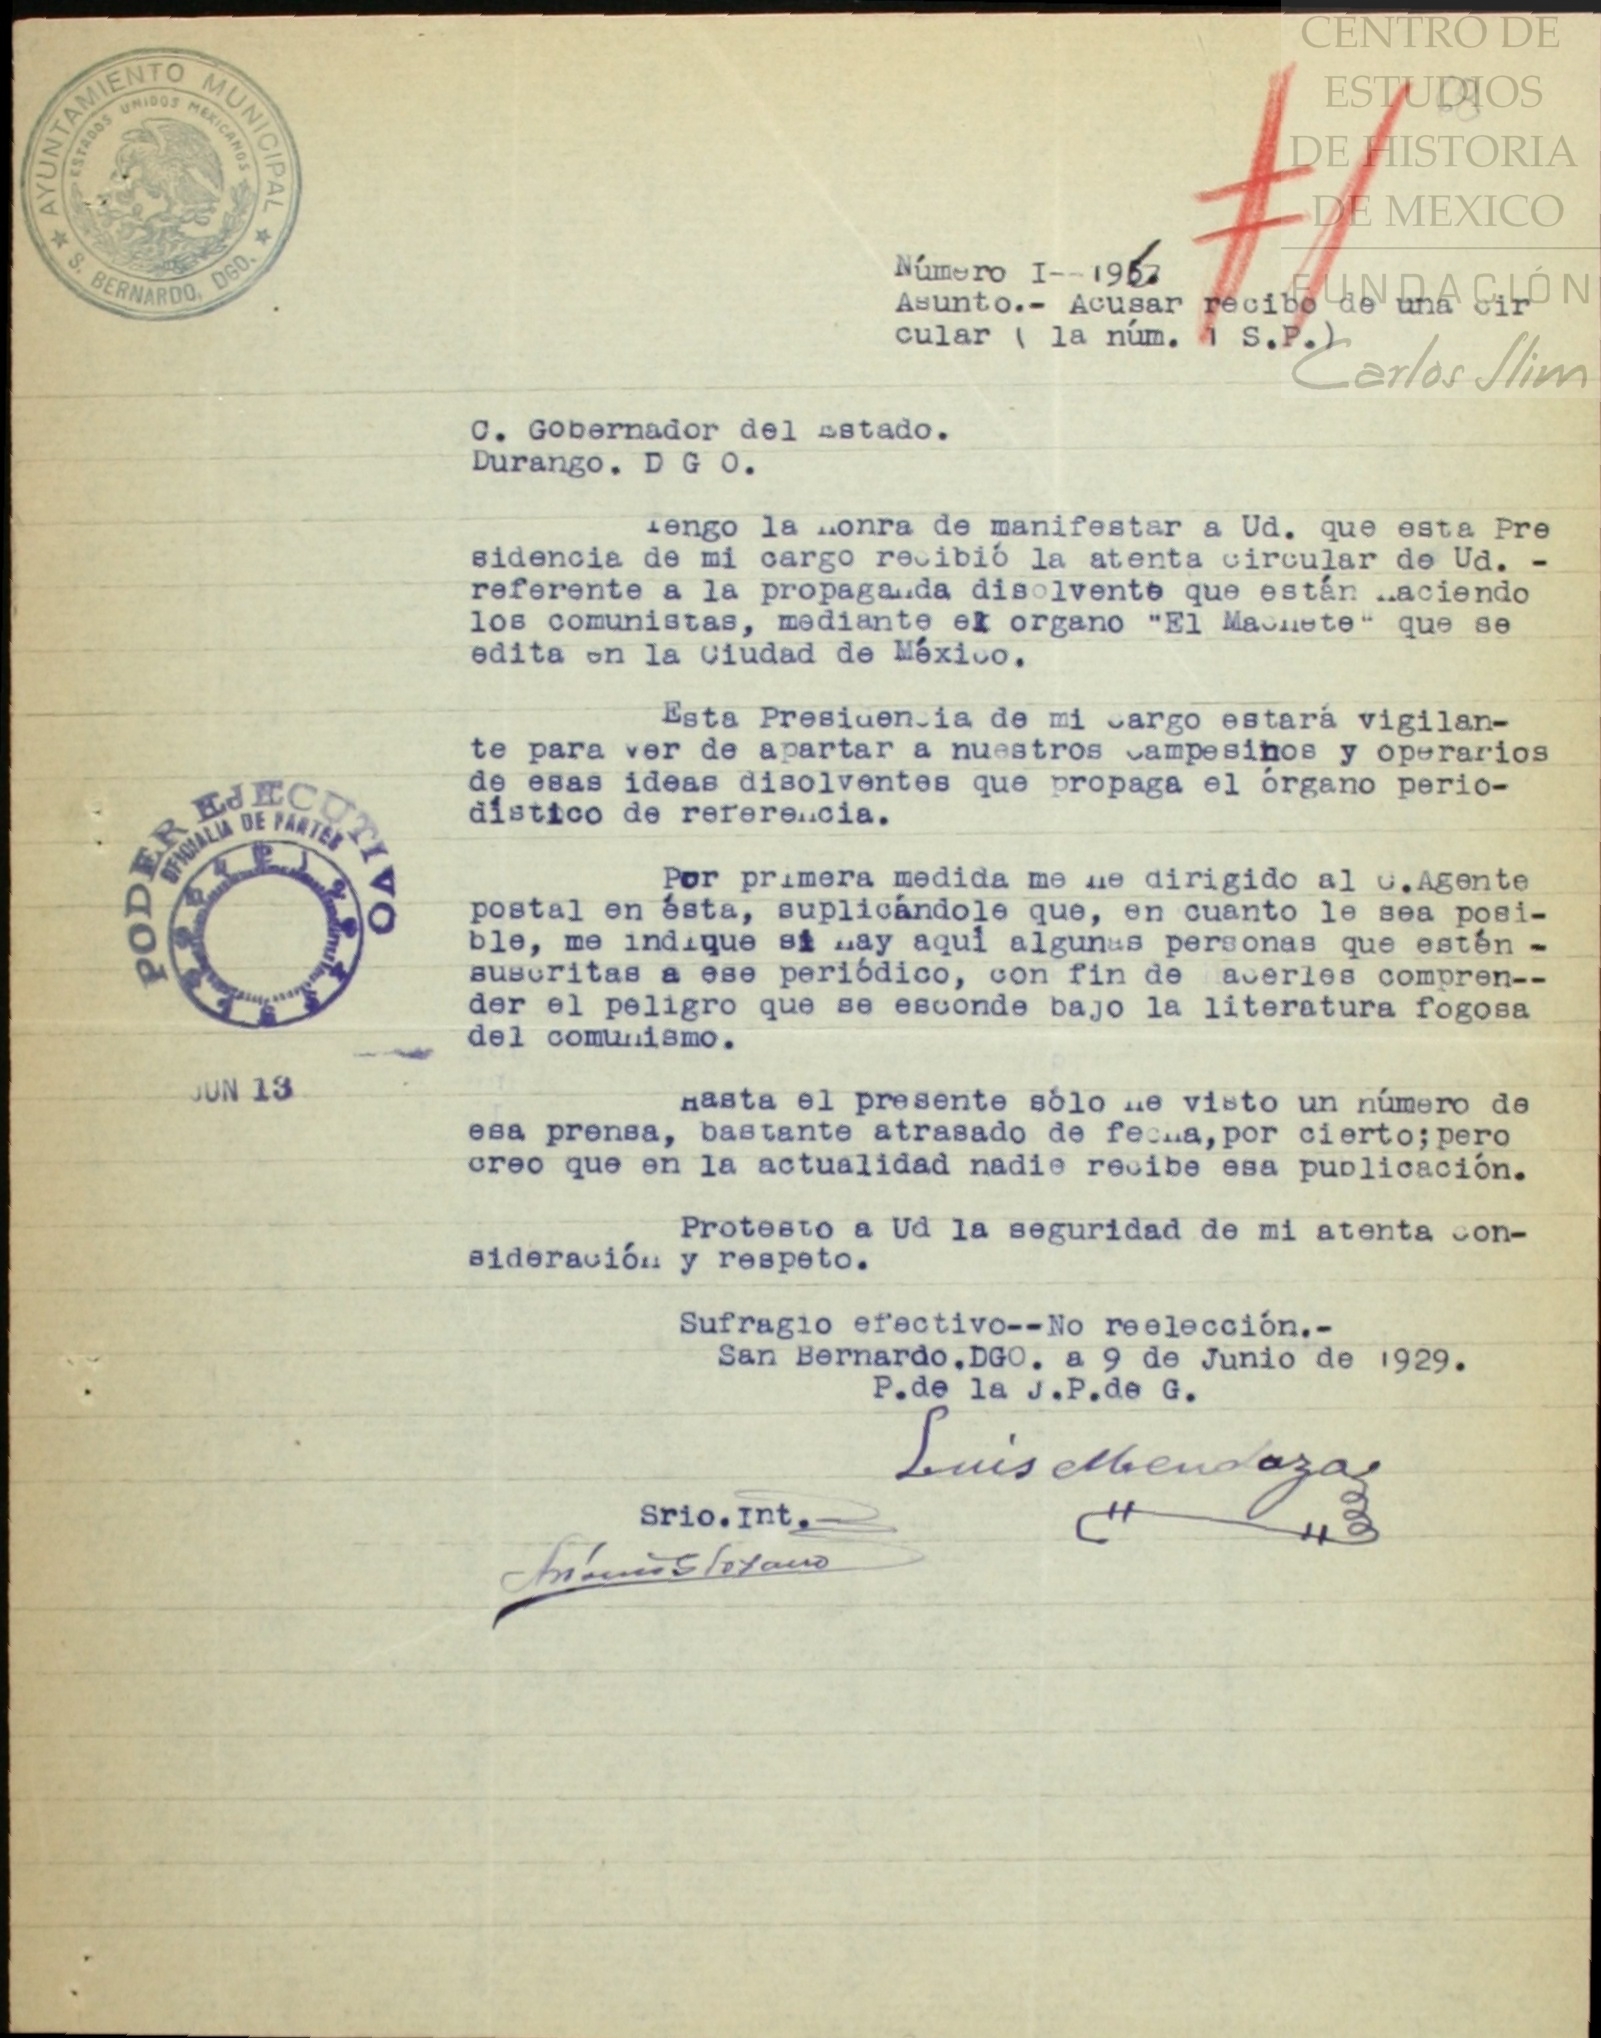 AYUNTAMIENTO MUNICIPAL
ESTADOS UNIDOS MEXICANOS
S. BERNARDO, DGO.
CENTRO DE
ESTUDIOS
DE HISTORIA
DE MEXICO
FUNDACIÓN
Carlos Slim
Número I--196
Asunto.- Acusar recibo de una cir
cular ( la núm. 1 S.P.)
C. Gobernador del Estado.
Durango. D G O.
Tengo la honra de manifestar a Ud. que esta Pre
sidencia de mi cargo recibió la atenta circular de Ud. -
referente a la propaganda disolvente que están haciendo
los comunistas, mediante el organo "El Machete" que se
edita en la Ciudad de México.
Esta Presidencia de mi cargo estará vigilan-
te para ver de apartar a nuestros campesinos y operarios
de esas ideas disolventes que propaga el órgano perio-
dístico de referencia.
Por primera medida me he dirigido al C.Agente
postal en ésta, suplicándole que, en cuanto le sea posi-
ble, me indique si hay aquí algunas personas que estén -
suscritas a ese periódico, con fin de acerles compren--
der el peligro que se esconde bajo la literatura fogosa
del comunismo.
PODER EJECUTIVO
OFICIALIA DE PARTES
JUN 13
Hasta el presente sólo he visto un número de
esa prensa, bastante atrasado de fecha,por cierto;pero
creo que en la actualidad nadie recibe esa publicación.
Protesto a Ud la seguridad de mi atenta con-
sideración y respeto.
Sufragio efectivo--No reelección.-
San Bernardo.DGO. a 9 de Junio de 1929.
P.de la J.P.de G.
Luis Mendoza
Srio.Int.
Antonio G Lozano